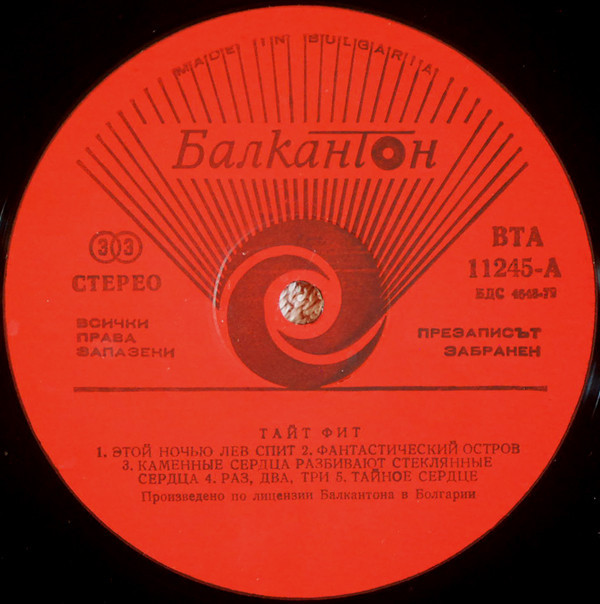 MADE IN BULGARIA
Балкантон
33
СТЕРЕО
ВТА
11245-А
БДС 4648-79
ВСИЧКИ
ПРАВА
ЗАПАЗЕНИ
ПРЕЗАПИСЪТ
ЗАБРАНЕН
ТАЙТ ФИТ
1. ЭТОЙ НОЧЬЮ ЛЕВ СПИТ 2. ФАНТАСТИЧЕСКИЙ ОСТРОВ
3. КАМЕННЫЕ СЕРДЦА РАЗБИВАЮТ СТЕКЛЯННЫЕ
СЕРДЦА 4. РАЗ, ДВА, ТРИ 5. ТАЙНОЕ СЕРДЦЕ
Произведено по лицензии Балкантона в Болгарии